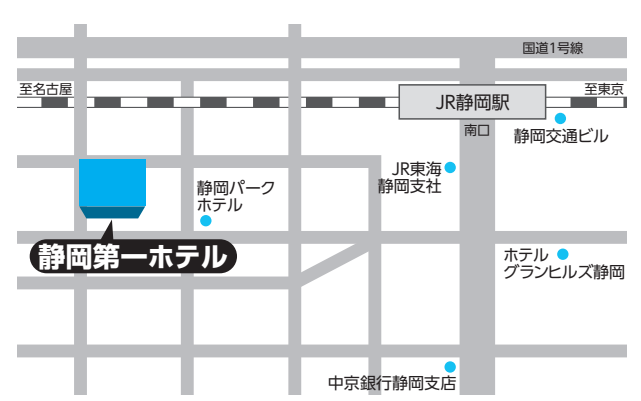 国道1号線
至名古屋
至東京
JR静岡駅
南口
静岡交通ビル
JR東海
静岡支社
静岡パーク
ホテル
静岡第一ホテル
ホテル
グランヒルズ静岡
中京銀行静岡支店